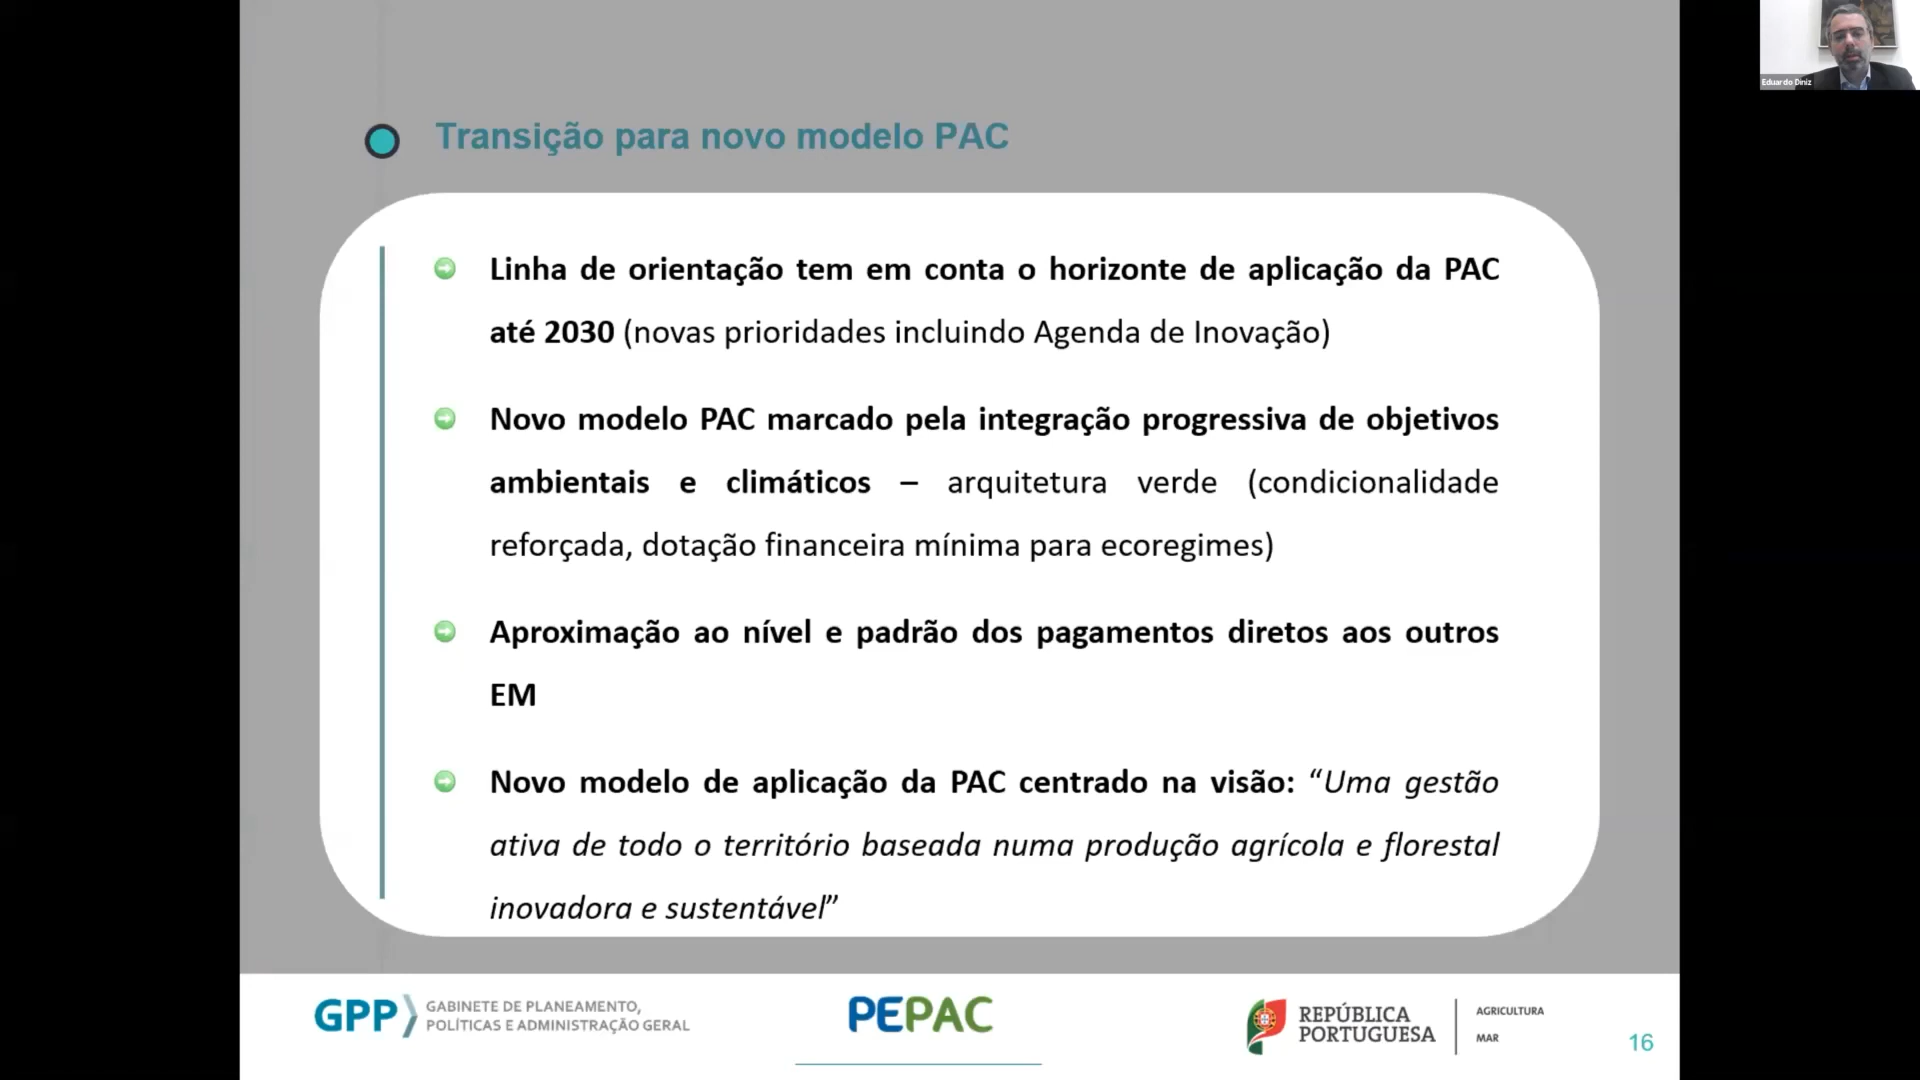 Eduardo Diniz
Transição para novo modelo PAC
Linha de orientação tem em conta o horizonte de aplicação da PAC
até 2030 (novas prioridades incluindo Agenda de Inovação)
Novo modelo PAC marcado pela integração progressiva de objetivos
ambientais e climáticos – arquitetura verde (condicionalidade
reforçada, dotação financeira mínima para ecoregimes)
Aproximação ao nível e padrão dos pagamentos diretos aos outros
EM
Novo modelo de aplicação da PAC centrado na visão: “Uma gestão
ativa de todo o território baseada numa produção agrícola e florestal
inovadora e sustentável”
GPP
GABINETE DE PLANEAMENTO,
POLÍTICAS E ADMINISTRAÇÃO GERAL
PEPAC
REPÚBLICA
PORTUGUESA
AGRICULTURA
MAR
16